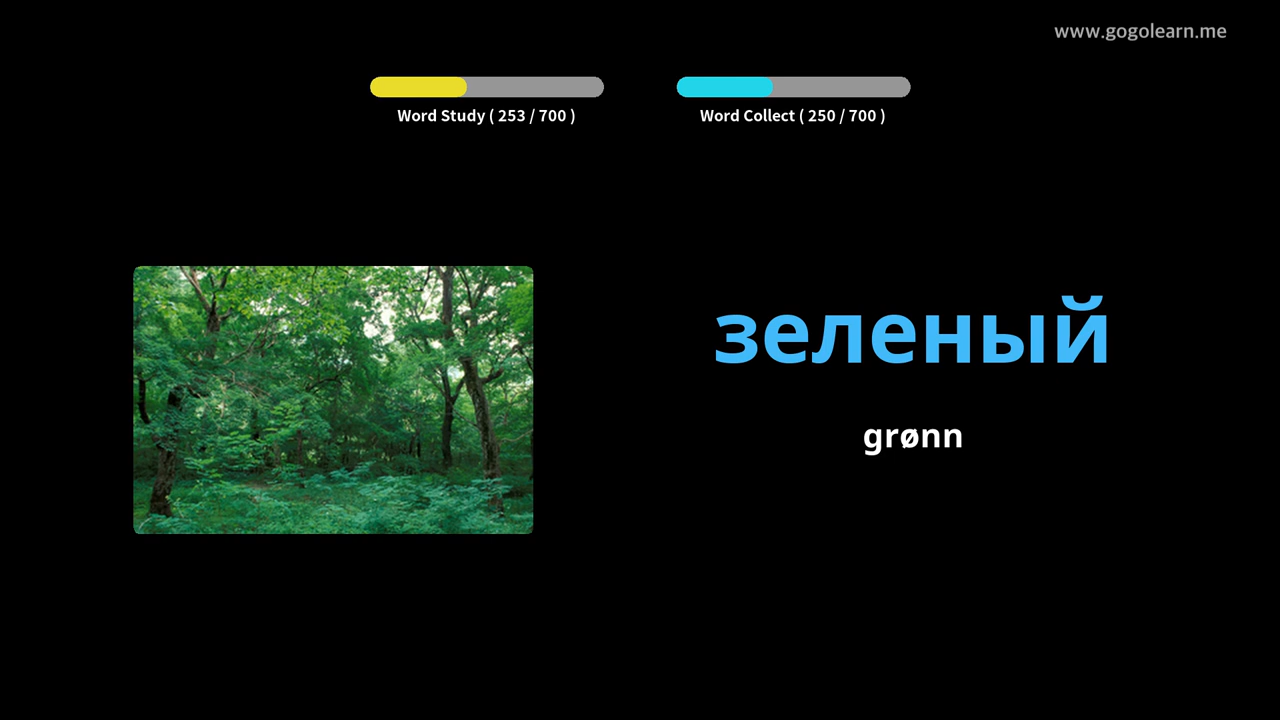 www.gogolearn.me
Word Study ( 253 / 700 )
Word Collect ( 250 / 700 )
зеленый
grønn